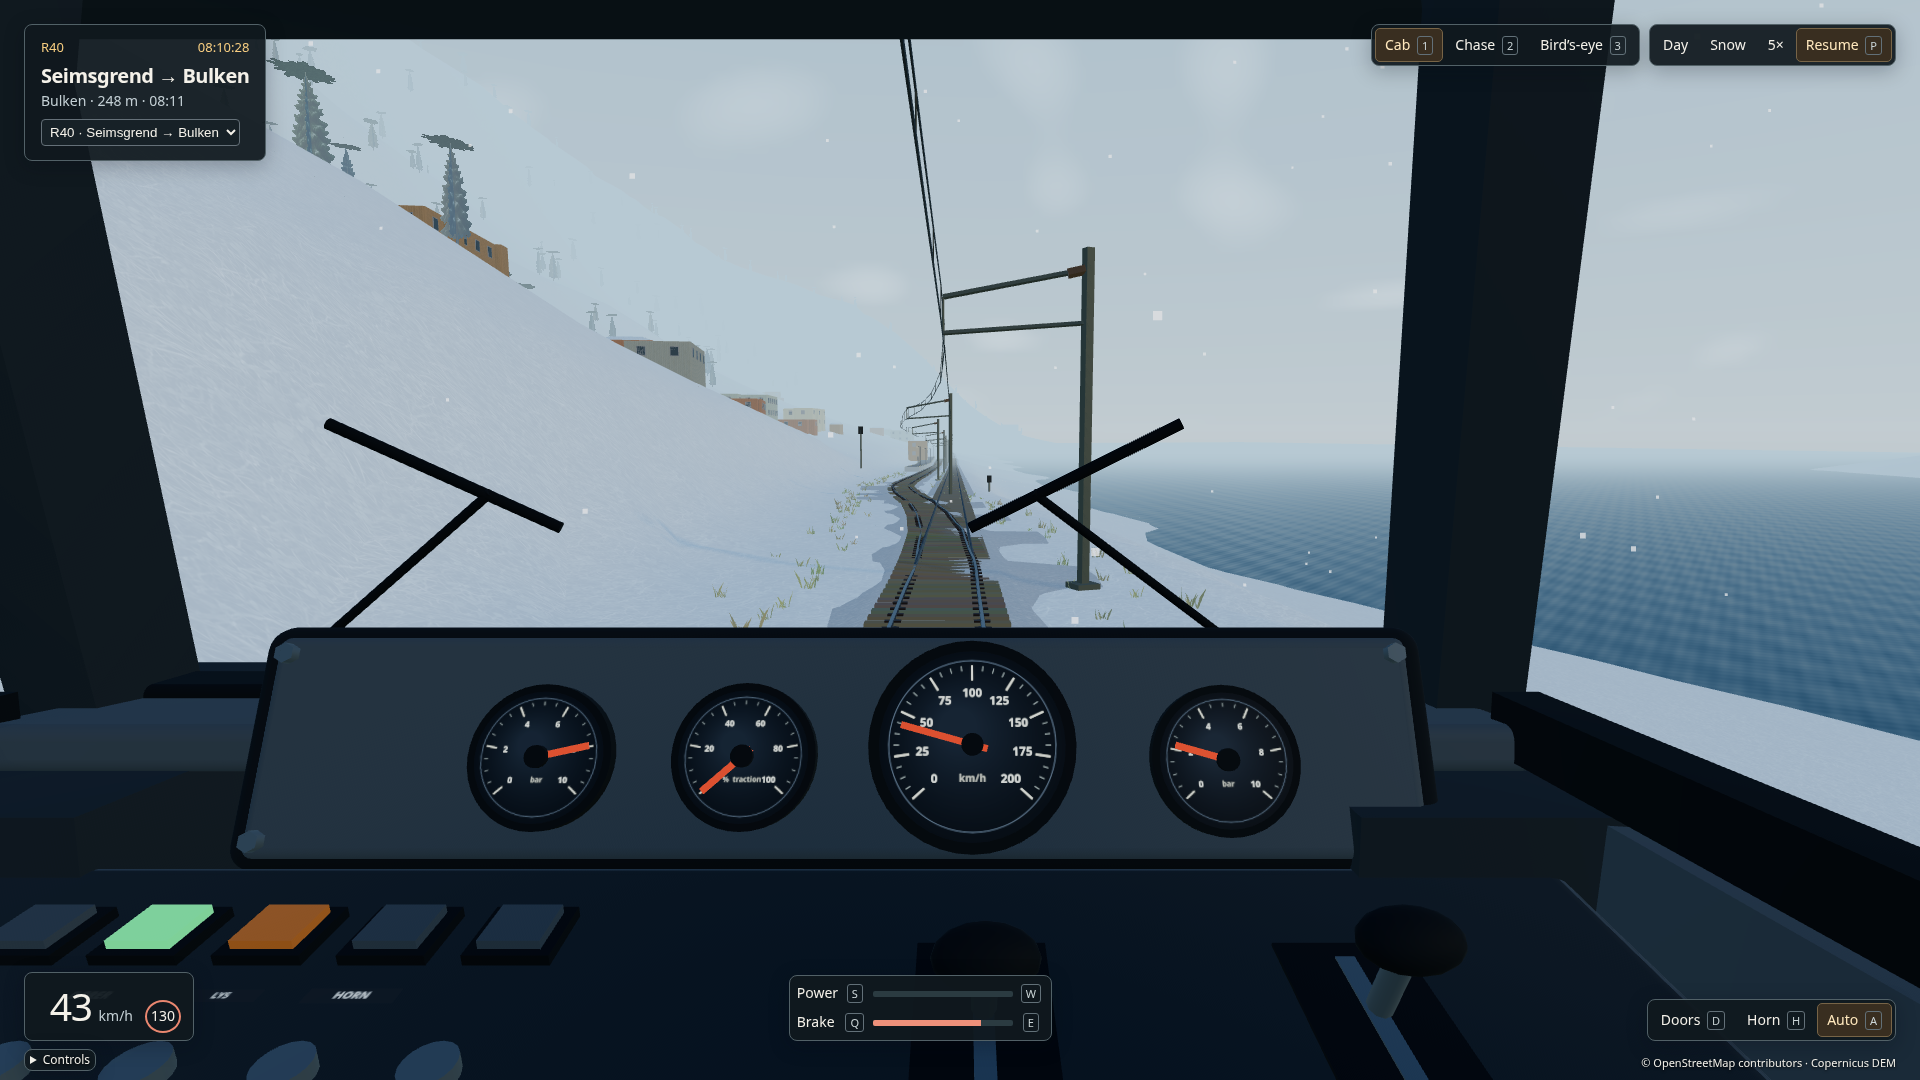 R40 08:10:28
Seimsgrend → Bulken
Bulken · 248 m · 08:11
R40 · Seimsgrend → Bulken
Cab 1 Chase 2 Bird's-eye 3
Day Snow 5× Resume P
0 2 4 6 10 bar
20 40 60 80 100 % traction
0 25 50 75 100 125 150 175 200 km/h
0 4 6 8 10 bar
LYS HORN
43 km/h 130
Controls
Power S W
Brake Q E
Doors D Horn H Auto A
© OpenStreetMap contributors · Copernicus DEM